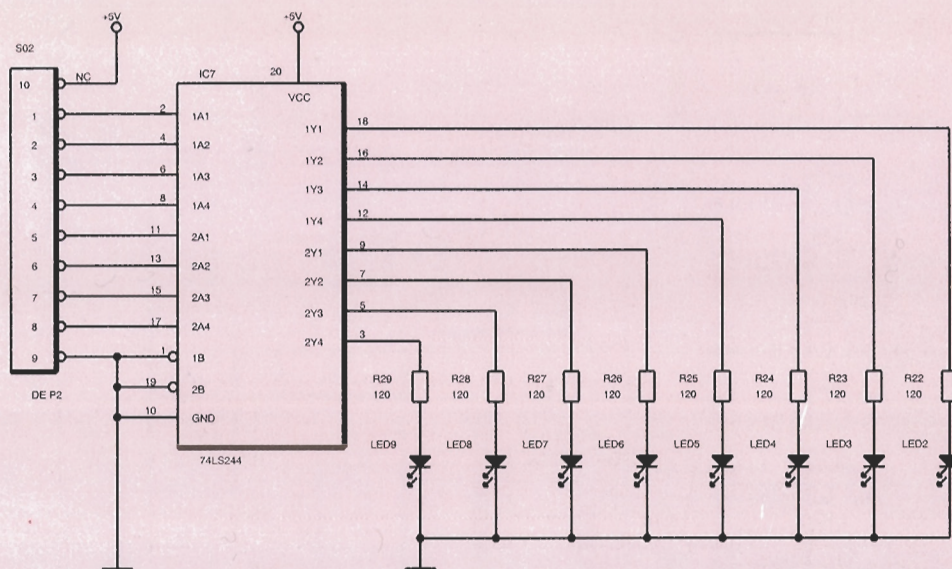 +5V
+5V
S02
10
NC
1
2
3
4
5
6
7
8
9
DE P2
IC7
20
VCC
2
1A1
4
1A2
6
1A3
8
1A4
11
2A1
13
2A2
15
2A3
17
2A4
1
1B
19
2B
10
GND
74LS244
1Y1
18
1Y2
16
1Y3
14
1Y4
12
2Y1
9
2Y2
7
2Y3
5
2Y4
3
R29
120
R28
120
R27
120
R26
120
R25
120
R24
120
R23
120
R22
120
LED9
LED8
LED7
LED6
LED5
LED4
LED3
LED2